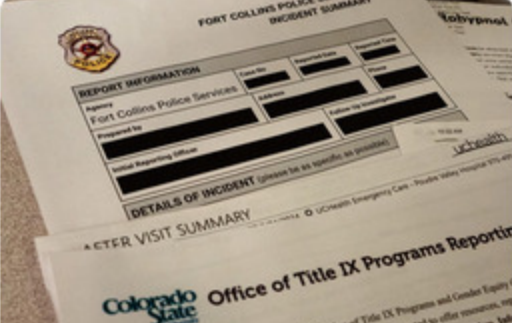 FORT COLLINS POLICE
INCIDENT SUMMARY
POLICE
REPORT INFORMATION
Agency
Fort Collins Police Services
Case No
Reported Date
Reported Time
Prepared by
Address
Phone
Initial Reporting Officer
Follow Up Investigator
DETAILS OF INCIDENT (please be as specific as possible)
Rohypnol
uchealth
AFTER VISIT SUMMARY
UCHealth Emergency Care - Poudre Valley Hospital
Colorado
State
Office of Title IX Programs Reportin
of Title IX Programs and Gender Equity
to offer resources,